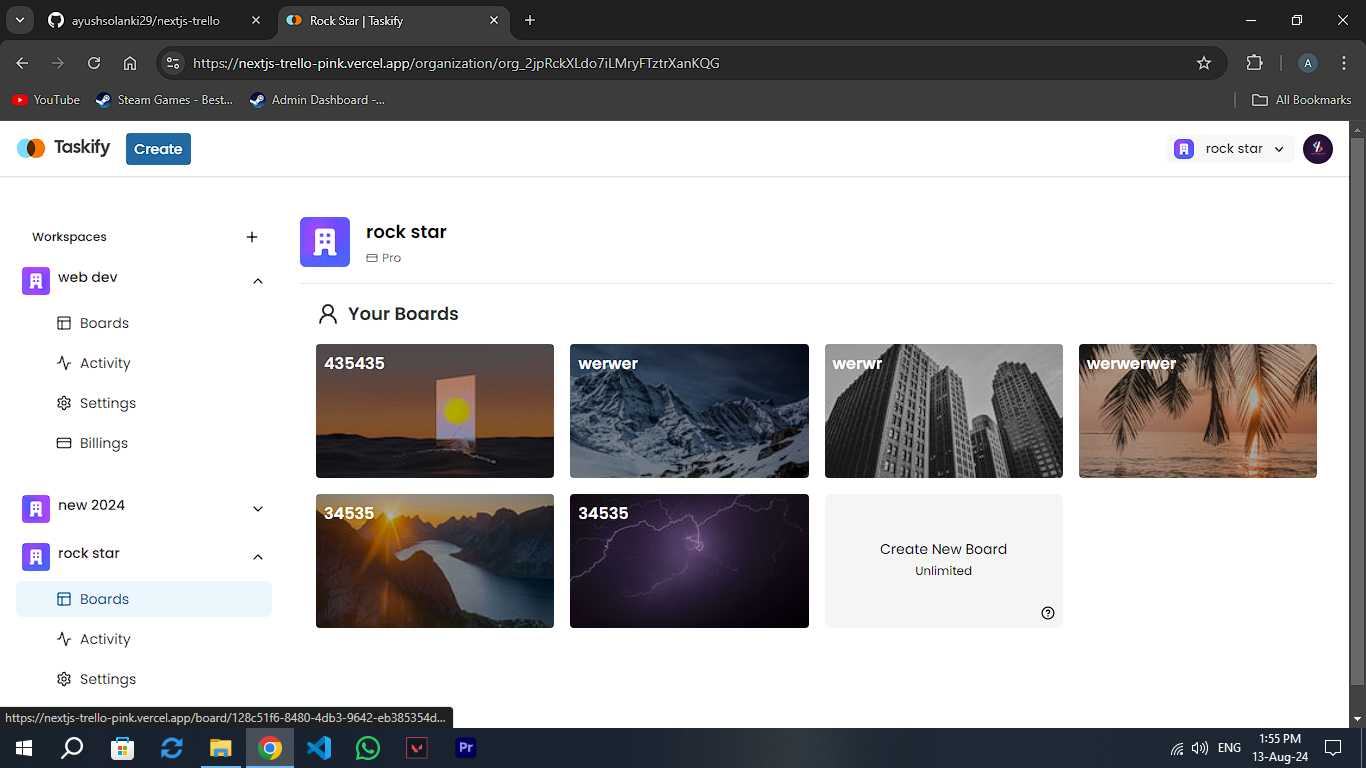 ayushsolanki29/nextjs-trello
Rock Star | Taskify
https://nextjs-trello-pink.vercel.app/organization/org_2jpRckXLdo7iLMryFTztrXanKQG
A
YouTube
Steam Games - Best...
Admin Dashboard -...
All Bookmarks
Taskify
Create
rock star
Workspaces
web dev
Boards
Activity
Settings
Billings
new 2024
rock star
Boards
Activity
Settings
rock star
Pro
Your Boards
435435
werwer
werwr
werwerwer
34535
34535
Create New Board
Unlimited
https://nextjs-trello-pink.vercel.app/board/128c51f6-8480-4db3-9642-eb385354d...
Pr
ENG
1:55 PM
13-Aug-24